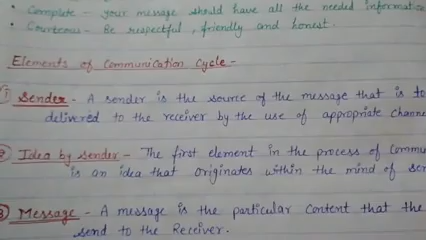 • Complete - your message should have all the needed information
• Courteous - Be respectful, friendly and honest.
Elements of Communication Cycle -
① Sender - A sender is the source of the message that is to
delivered to the receiver by the use of appropriate channe
② Idea by sender - The first element in the process of commu
is an idea that originates within the mind of sen
③ Message - A message is the particular content that the
send to the Receiver.